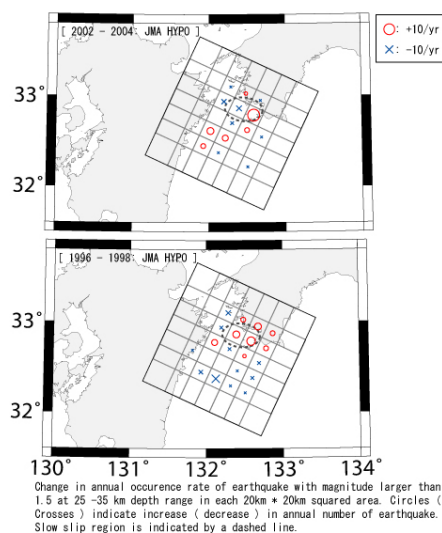 [ 2002 - 2004: JMA HYPO ]
○: +10/yr
×: -10/yr
33°
32°
[ 1996 - 1998: JMA HYPO ]
33°
32°
130° 131° 132° 133° 134°
Change in annual occurence rate of earthquake with magnitude larger than
1.5 at 25 -35 km depth range in each 20km * 20km squared area. Circles (
Crosses ) indicate increase ( decrease ) in annual number of earthquake.
Slow slip region is indicated by a dashed line.